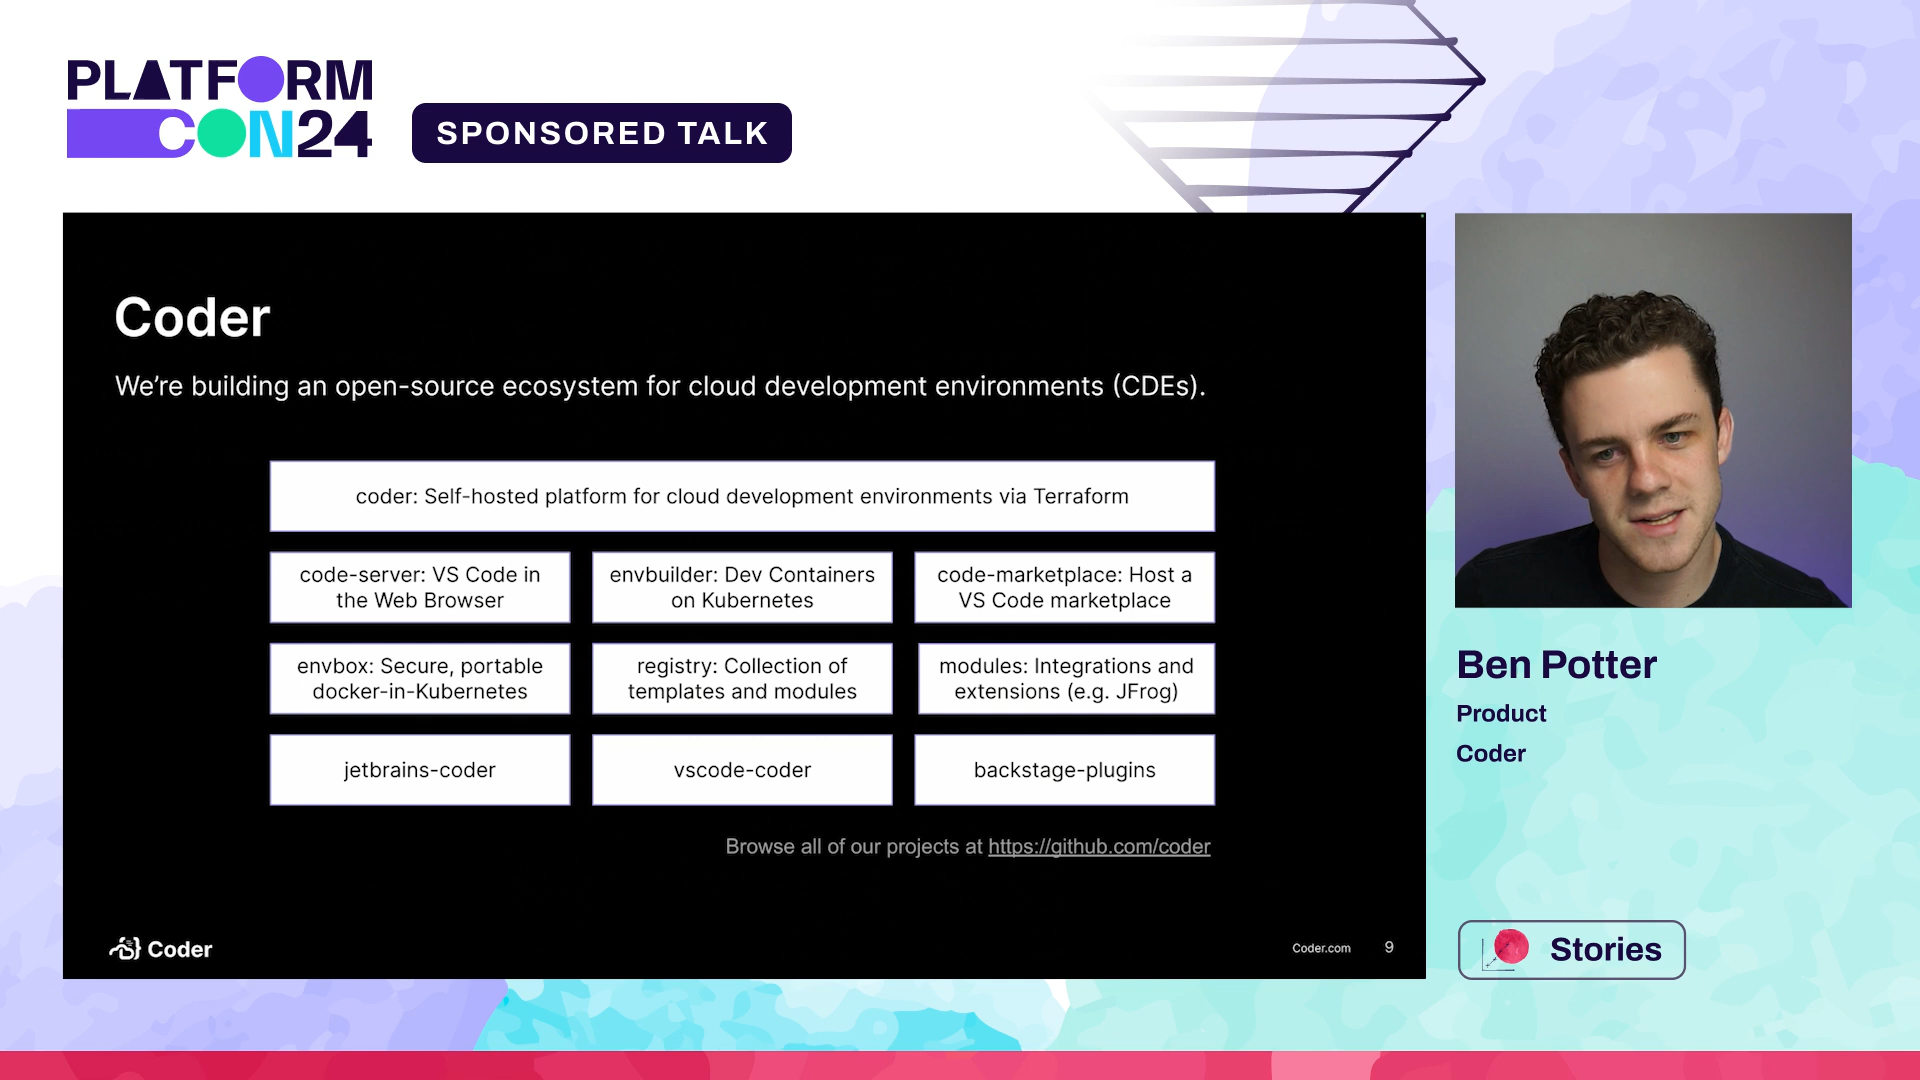 PLATFORM
CON24
SPONSORED TALK
Coder
We’re building an open-source ecosystem for cloud development environments (CDEs).
coder: Self-hosted platform for cloud development environments via Terraform
code-server: VS Code in
the Web Browser
envbuilder: Dev Containers
on Kubernetes
code-marketplace: Host a
VS Code marketplace
envbox: Secure, portable
docker-in-Kubernetes
registry: Collection of
templates and modules
modules: Integrations and
extensions (e.g. JFrog)
jetbrains-coder
vscode-coder
backstage-plugins
Browse all of our projects at https://github.com/coder
Coder
Coder.com
9
Ben Potter
Product
Coder
Stories